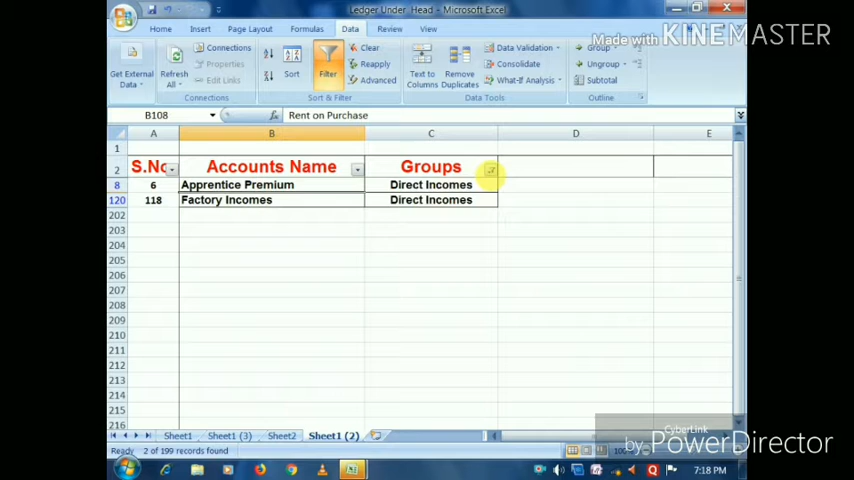 Ledger Under Head - Microsoft Excel
Made with KINEMASTER
Home Insert Page Layout Formulas Data Review View
Get External Data
Refresh All
Connections
Properties
Edit Links
Connections
Sort
Filter
Clear
Reapply
Advanced
Sort & Filter
Text to Columns
Remove Duplicates
Data Validation
Consolidate
What-If Analysis
Data Tools
Group
Ungroup
Subtotal
Outline
B108 fx Rent on Purchase
A B C D E
1
2 S.No Accounts Name Groups
8 6 Apprentice Premium Direct Incomes
120 118 Factory Incomes Direct Incomes
202
203
204
205
206
207
208
209
210
211
212
213
214
215
216
Sheet1 Sheet1 (3) Sheet2 Sheet1 (2)
Ready 2 of 199 records found
CyberLink
by PowerDirector
7:18 PM